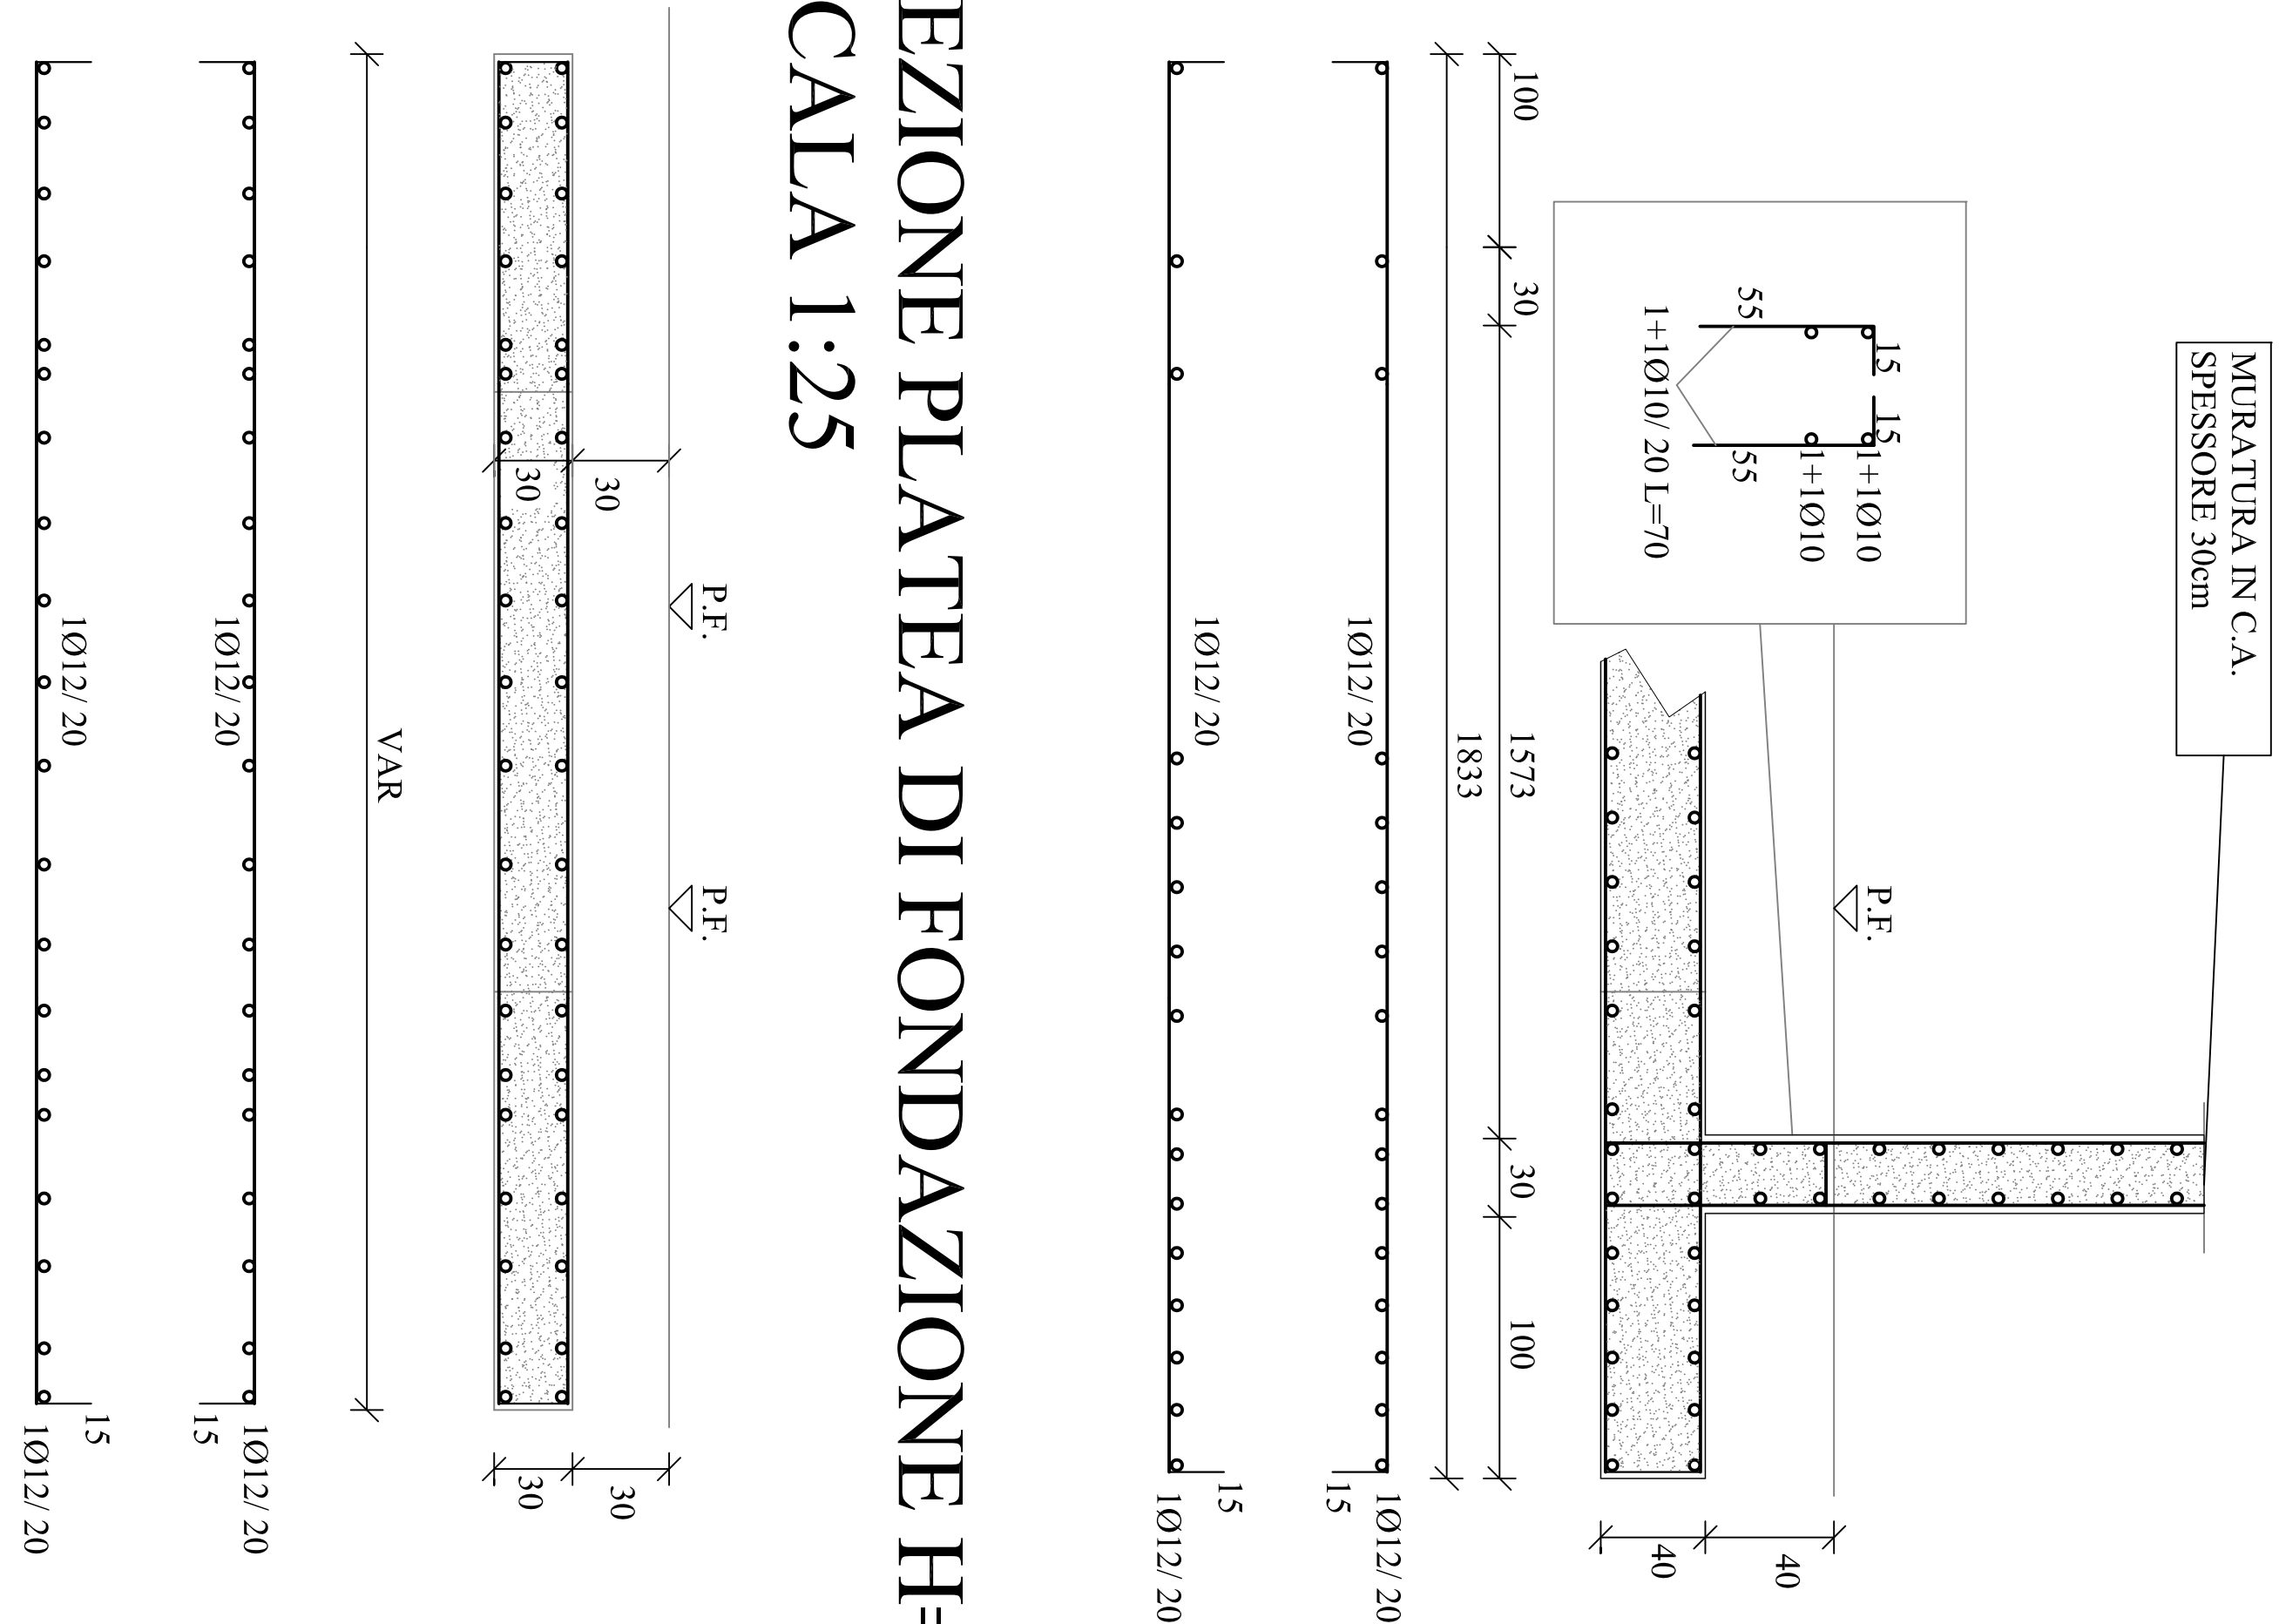 MURATURA IN C.A.
SPESSORE 30cm
15
15
1+1Ø10
1+1Ø10
55
55
1+1Ø10/ 20 L=70
P.F.
40
40
100
30
1573
30
100
1833
1Ø12/ 20
15
1Ø12/ 20
1Ø12/ 20
15
1Ø12/ 20
EZIONE PLATEA DI FONDAZIONE H=
CALA 1:25
P.F.
P.F.
30
30
30
30
VAR
1Ø12/ 20
15
1Ø12/ 20
1Ø12/ 20
15
1Ø12/ 20